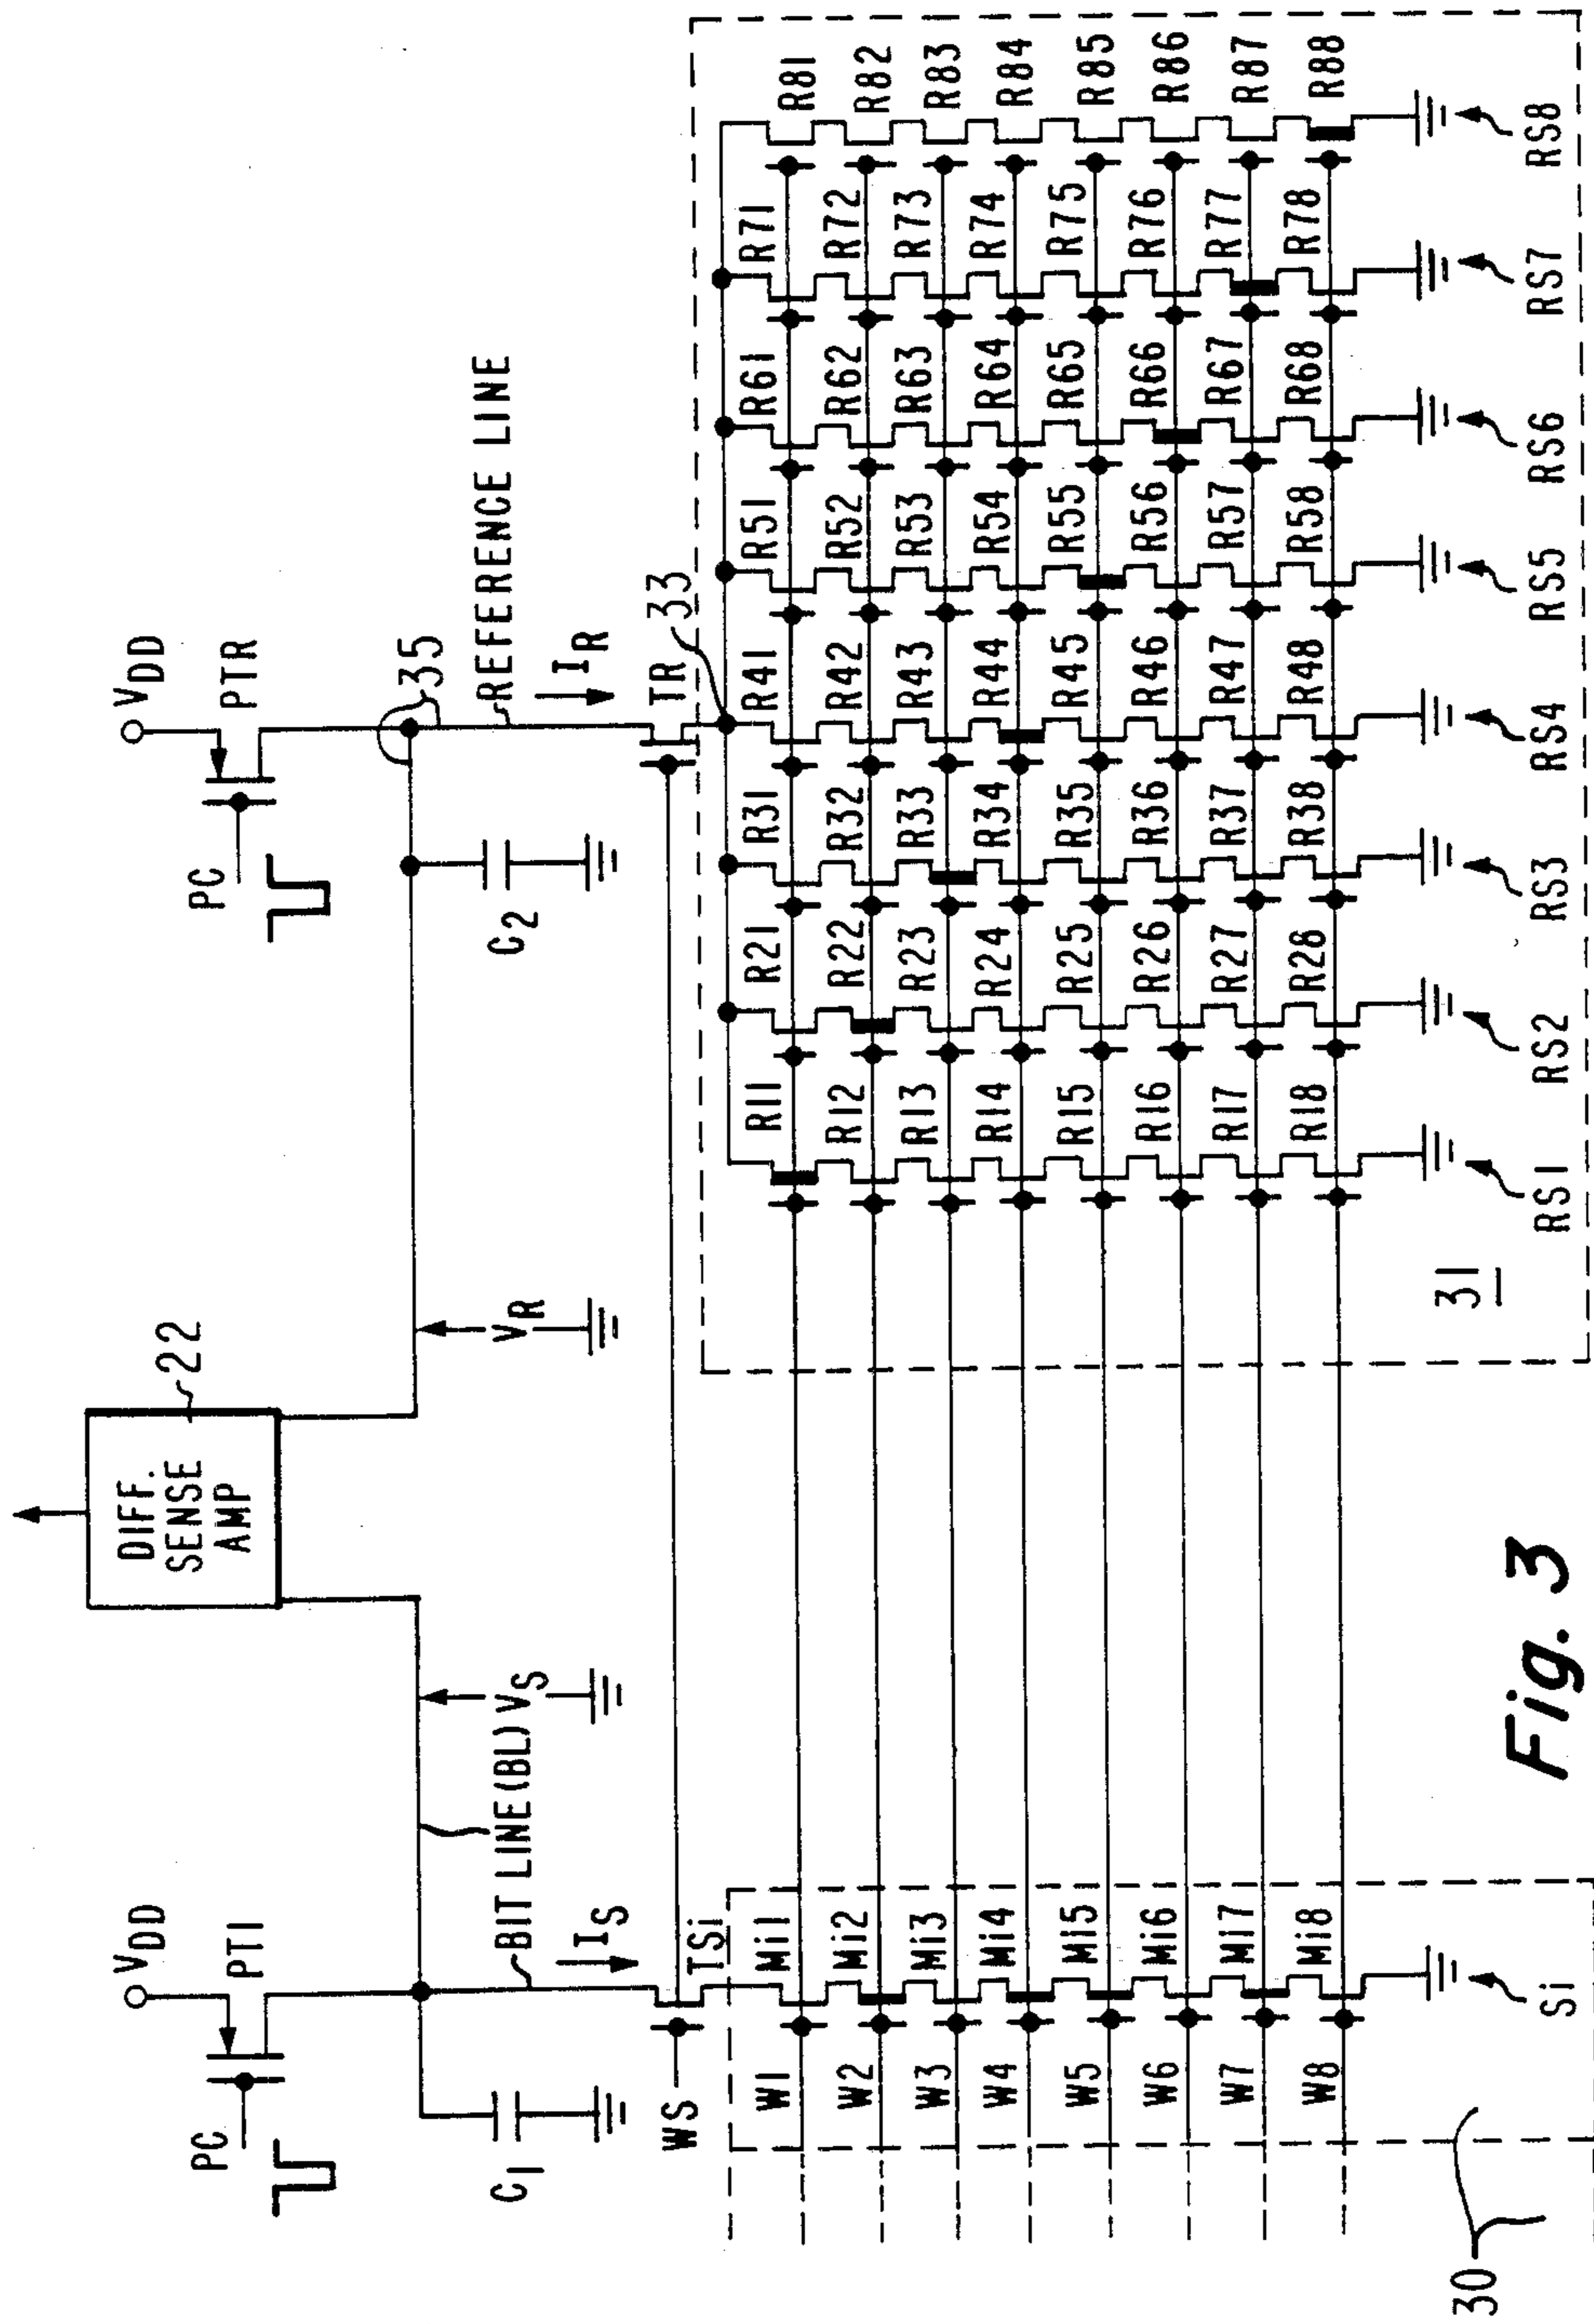 DIFF.
SENSE
AMP
22
VDD
PTI
PC
C1
BIT LINE (BL)
VS
BIT LINE
IS
WS
TSi
VR
VDD
PTR
PC
C2
35
REFERENCE LINE
IR
TR
33
W1
W2
W3
W4
W5
W6
W7
W8
Mi1
Mi2
Mi3
Mi4
Mi5
Mi6
Mi7
Mi8
Si
30
R11 R21 R31 R41 R51 R61 R71 R81
R12 R22 R32 R42 R52 R62 R72 R82
R13 R23 R33 R43 R53 R63 R73 R83
R14 R24 R34 R44 R54 R64 R74 R84
R15 R25 R35 R45 R55 R65 R75 R85
R16 R26 R36 R46 R56 R66 R76 R86
R17 R27 R37 R47 R57 R67 R77 R87
R18 R28 R38 R48 R58 R68 R78 R88
31
RS1 RS2 RS3 RS4 RS5 RS6 RS7 RS8
Fig. 3